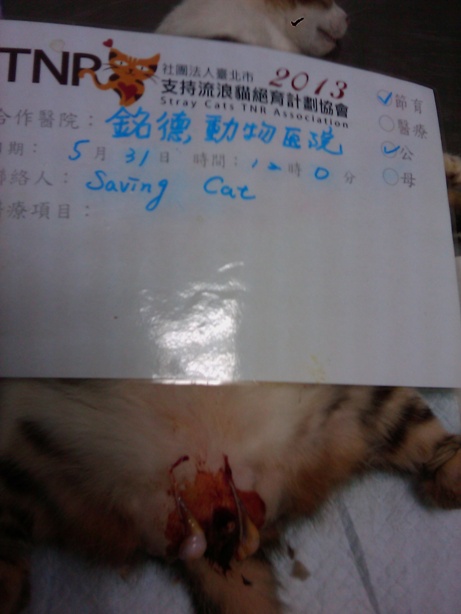 TNR 社團法人臺北市 2013
支持流浪貓絕育計劃協會
Stray Cats TNR Association
節育
醫療
公
母
合作醫院：銘德動物医院
日期： 5月31日 時間：12時0分
聯絡人：Saving Cat
醫療項目：